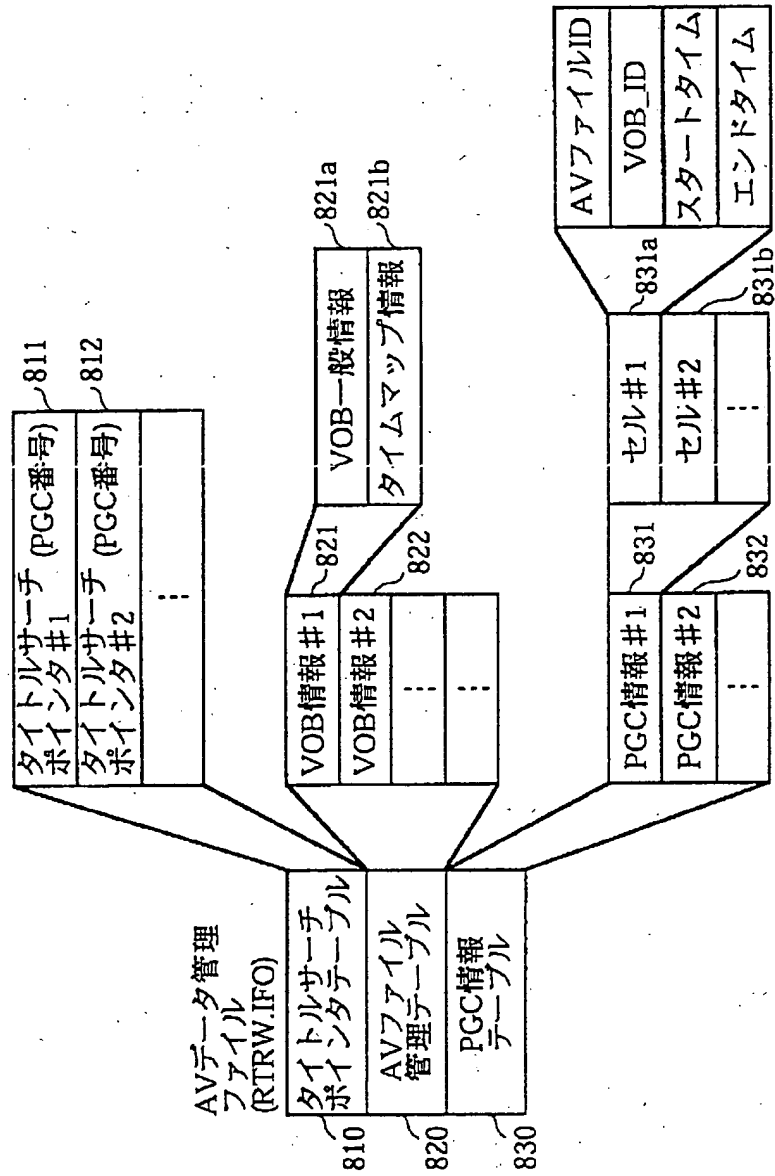 AVデータ管理
ファイル
(RTRW.IFO)
タイトルサーチ
ポインタテーブル
810
AVファイル
管理テーブル
820
PGC情報
テーブル
830
タイトルサーチ
ポインタ#1
(PGC番号)
811
タイトルサーチ
ポインタ#2
(PGC番号)
812
VOB情報#1
821
VOB情報#2
822
VOB一般情報
821a
タイムマップ情報
821b
PGC情報#1
831
PGC情報#2
832
セル#1
831a
セル#2
831b
AVファイルID
VOB_ID
スタートタイム
エンドタイム